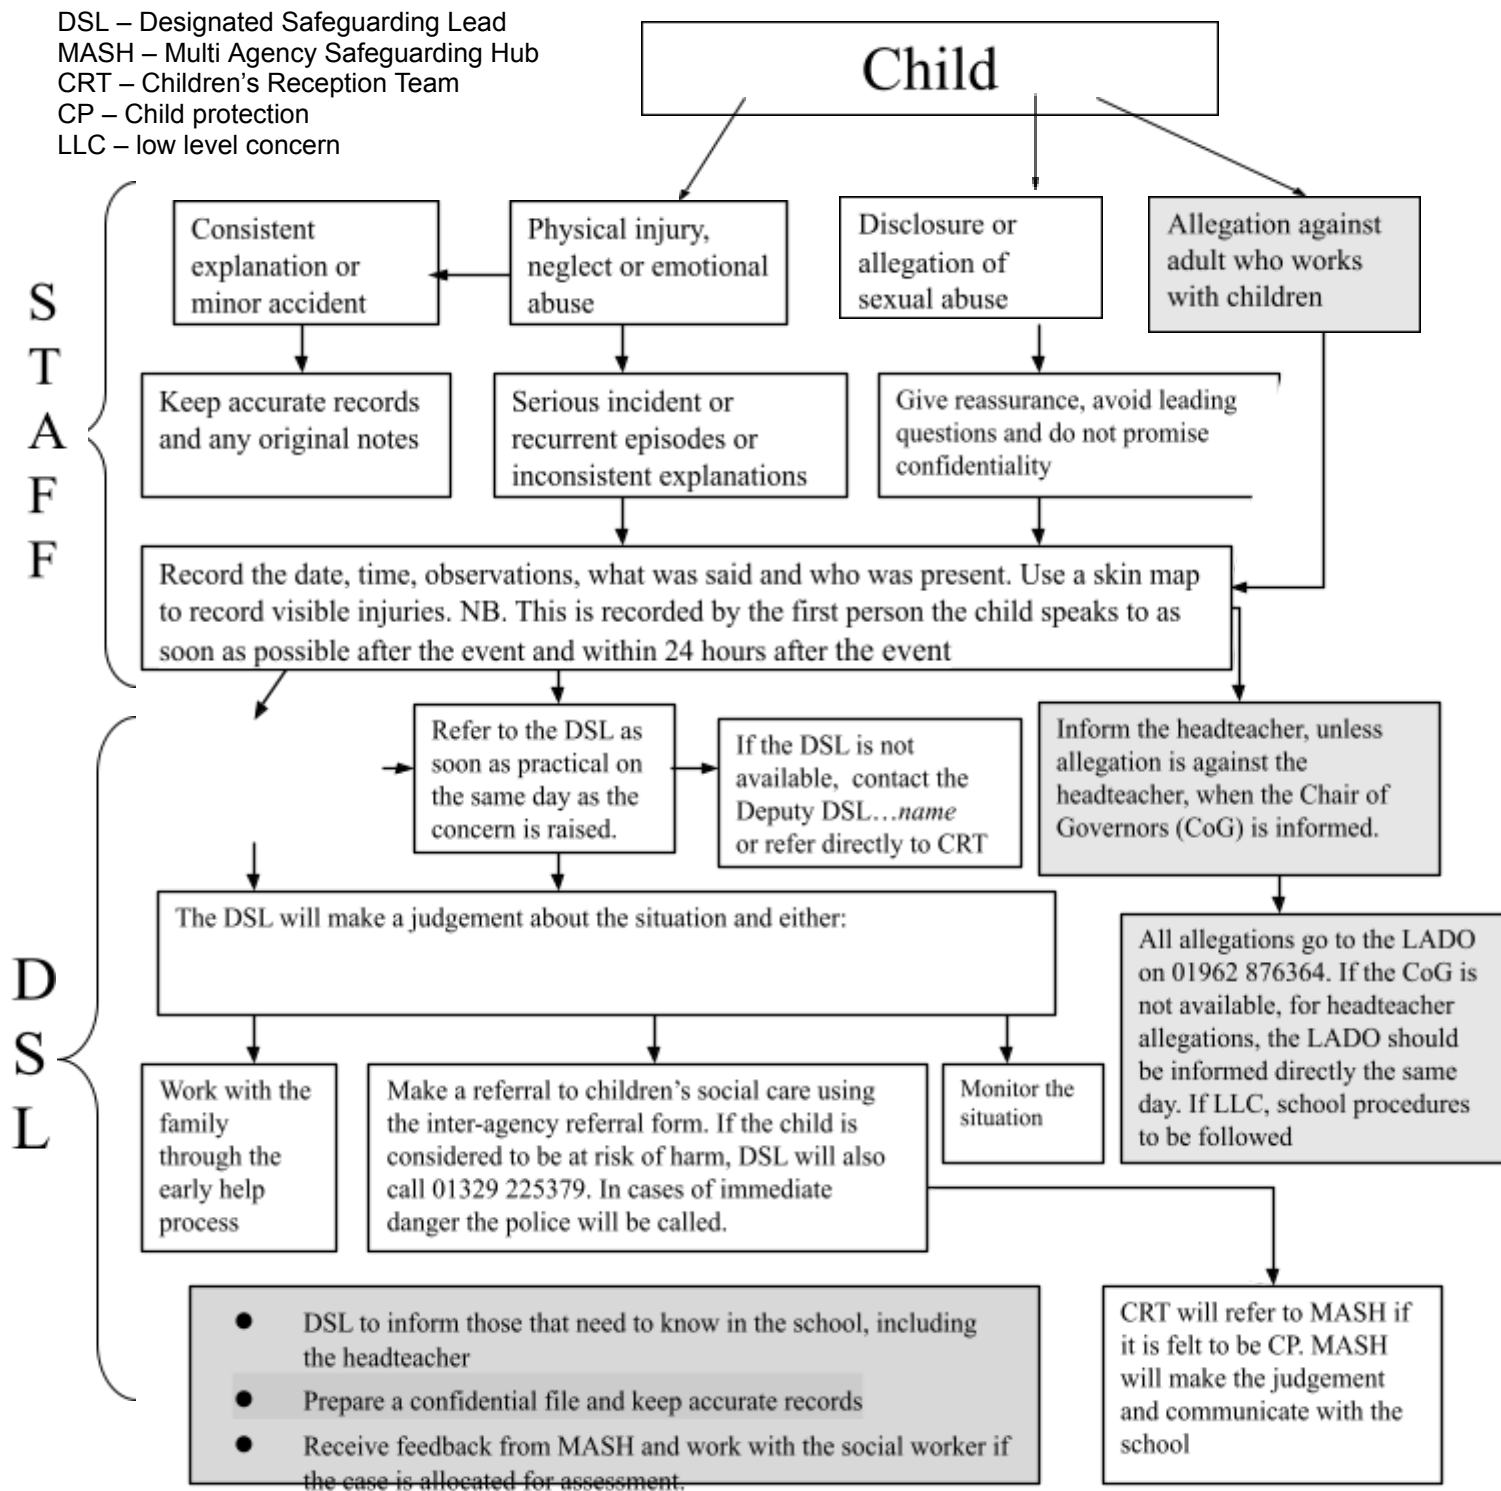 DSL – Designated Safeguarding Lead
MASH – Multi Agency Safeguarding Hub
CRT – Children's Reception Team
CP – Child protection
LLC – low level concern
Child
S
T
A
F
F
Consistent
explanation or
minor accident
Physical injury,
neglect or emotional
abuse
Disclosure or
allegation of
sexual abuse
Allegation against
adult who works
with children
Keep accurate records
and any original notes
Serious incident or
recurrent episodes or
inconsistent explanations
Give reassurance, avoid leading
questions and do not promise
confidentiality
Record the date, time, observations, what was said and who was present. Use a skin map
to record visible injuries. NB. This is recorded by the first person the child speaks to as
soon as possible after the event and within 24 hours after the event
D
S
L
Refer to the DSL as
soon as practical on
the same day as the
concern is raised.
If the DSL is not
available,  contact the
Deputy DSL…name
or refer directly to CRT
Inform the headteacher, unless
allegation is against the
headteacher, when the Chair of
Governors (CoG) is informed.
The DSL will make a judgement about the situation and either:
All allegations go to the LADO
on 01962 876364. If the CoG is
not available, for headteacher
allegations, the LADO should
be informed directly the same
day. If LLC, school procedures
to be followed
Work with the
family
through the
early help
process
Make a referral to children's social care using
the inter-agency referral form. If the child is
considered to be at risk of harm, DSL will also
call 01329 225379. In cases of immediate
danger the police will be called.
Monitor the
situation
● DSL to inform those that need to know in the school, including
the headteacher
● Prepare a confidential file and keep accurate records
● Receive feedback from MASH and work with the social worker if
the case is allocated for assessment.
CRT will refer to MASH if
it is felt to be CP. MASH
will make the judgement
and communicate with the
school